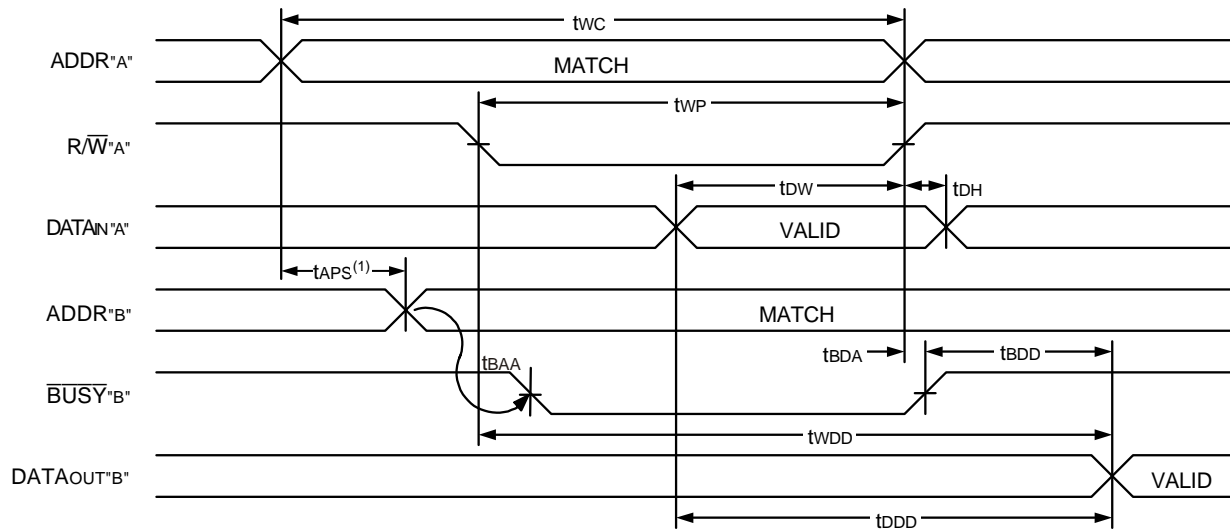 tWC
ADDR"A"
MATCH
tWP
R/W̅"A"
tDW
tDH
DATAIN"A"
VALID
tAPS(1)
ADDR"B"
MATCH
tBDA
tBDD
tBAA
B̅U̅S̅Y̅"B"
tWDD
DATAOUT"B"
VALID
tDDD